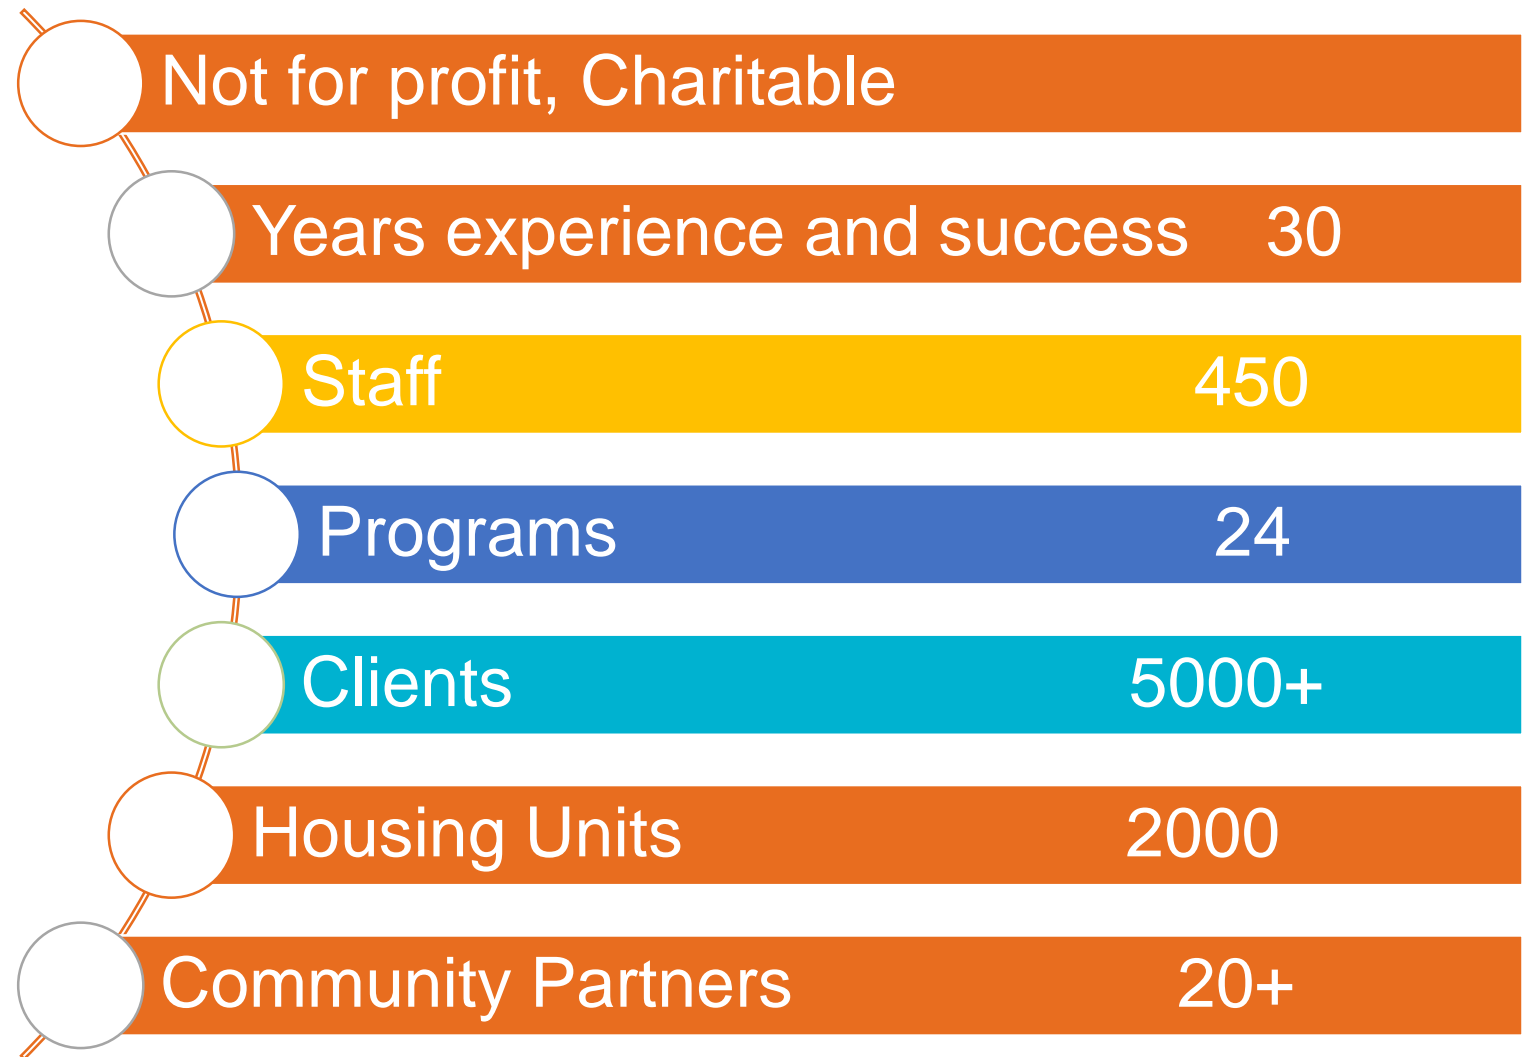 Not for profit, Charitable
Years experience and success 30
Staff 450
Programs 24
Clients 5000+
Housing Units 2000
Community Partners 20+